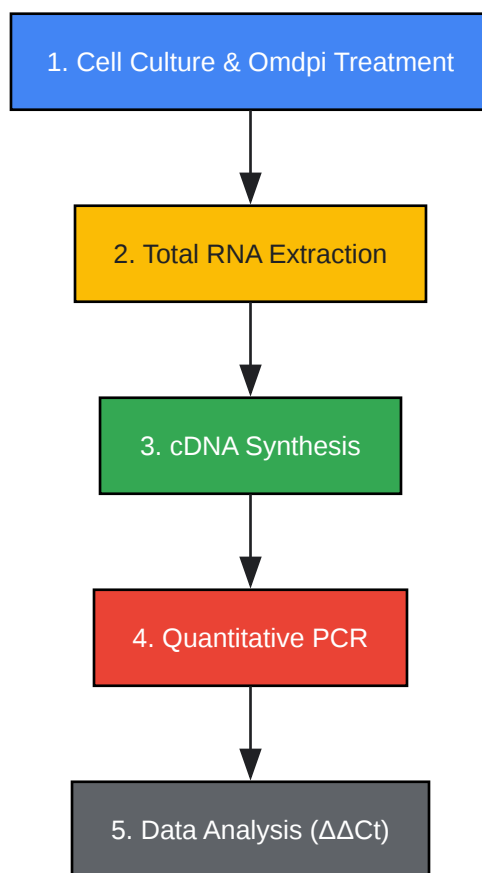 1. Cell Culture & Omdpi Treatment
2. Total RNA Extraction
3. cDNA Synthesis
4. Quantitative PCR
5. Data Analysis (ΔΔCt)